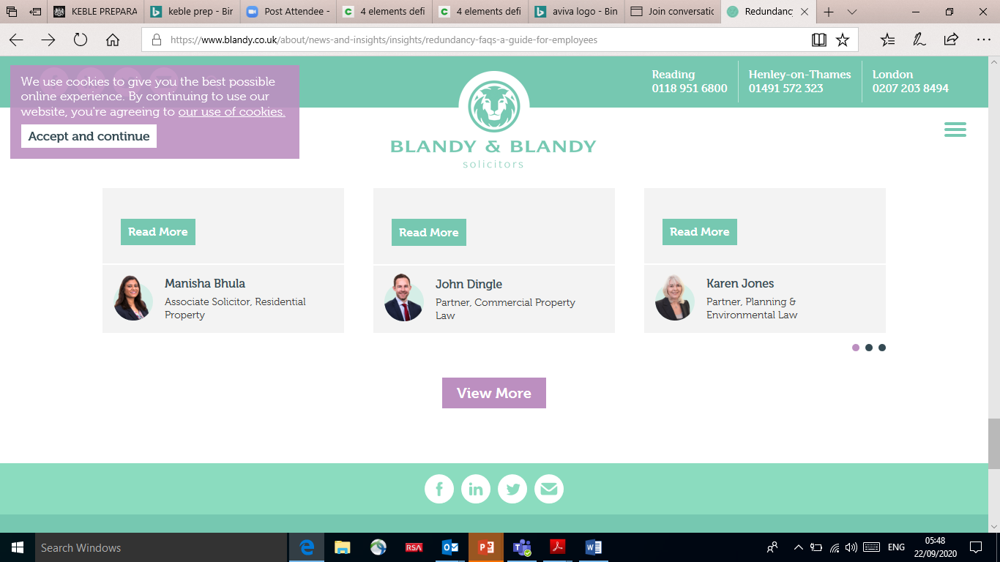 KEBLE PREPARA
keble prep - Bin
Post Attendee -
4 elements defi
4 elements defi
aviva logo - Bin
Join conversatic
Redundancy
https://www.blandy.co.uk/about/news-and-insights/insights/redundancy-faqs-a-guide-for-employees
We use cookies to give you the best possible
online experience. By continuing to use our
website, you're agreeing to our use of cookies.
Accept and continue
BLANDY & BLANDY
solicitors
Reading
0118 951 6800
Henley-on-Thames
01491 572 323
London
0207 203 8494
Read More
Read More
Read More
Manisha Bhula
Associate Solicitor, Residential
Property
John Dingle
Partner, Commercial Property
Law
Karen Jones
Partner, Planning &
Environmental Law
View More
Search Windows
RSA
ENG
05:48
22/09/2020